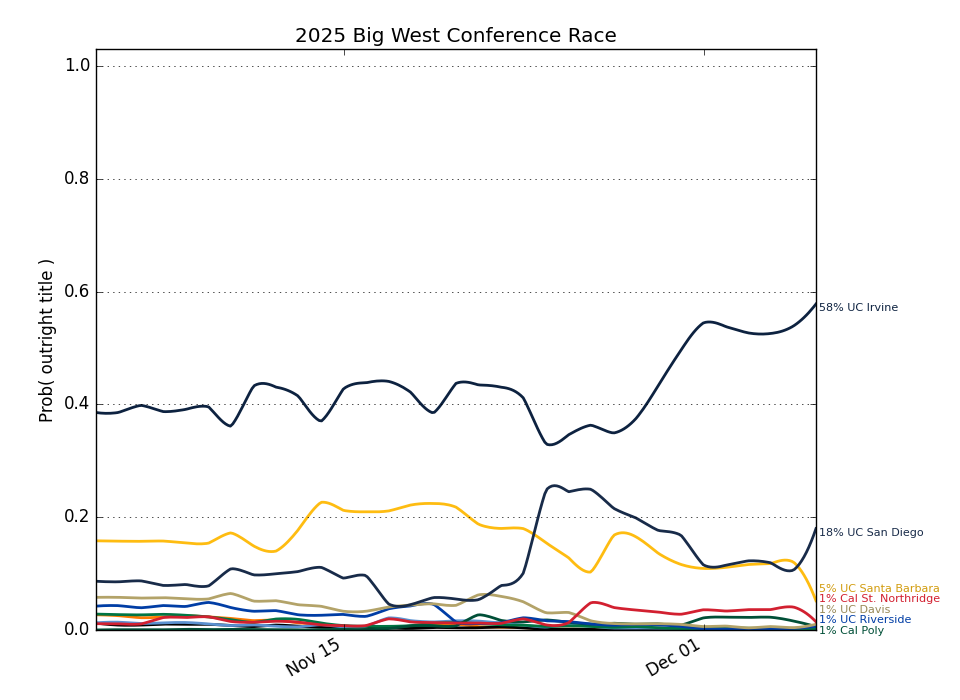 2025 Big West Conference Race
Prob( outright title )
1.0
0.8
0.6
0.4
0.2
0.0
Nov 15
Dec 01
58% UC Irvine
18% UC San Diego
5% UC Santa Barbara
1% Cal St. Northridge
1% UC Davis
1% UC Riverside
1% Cal Poly